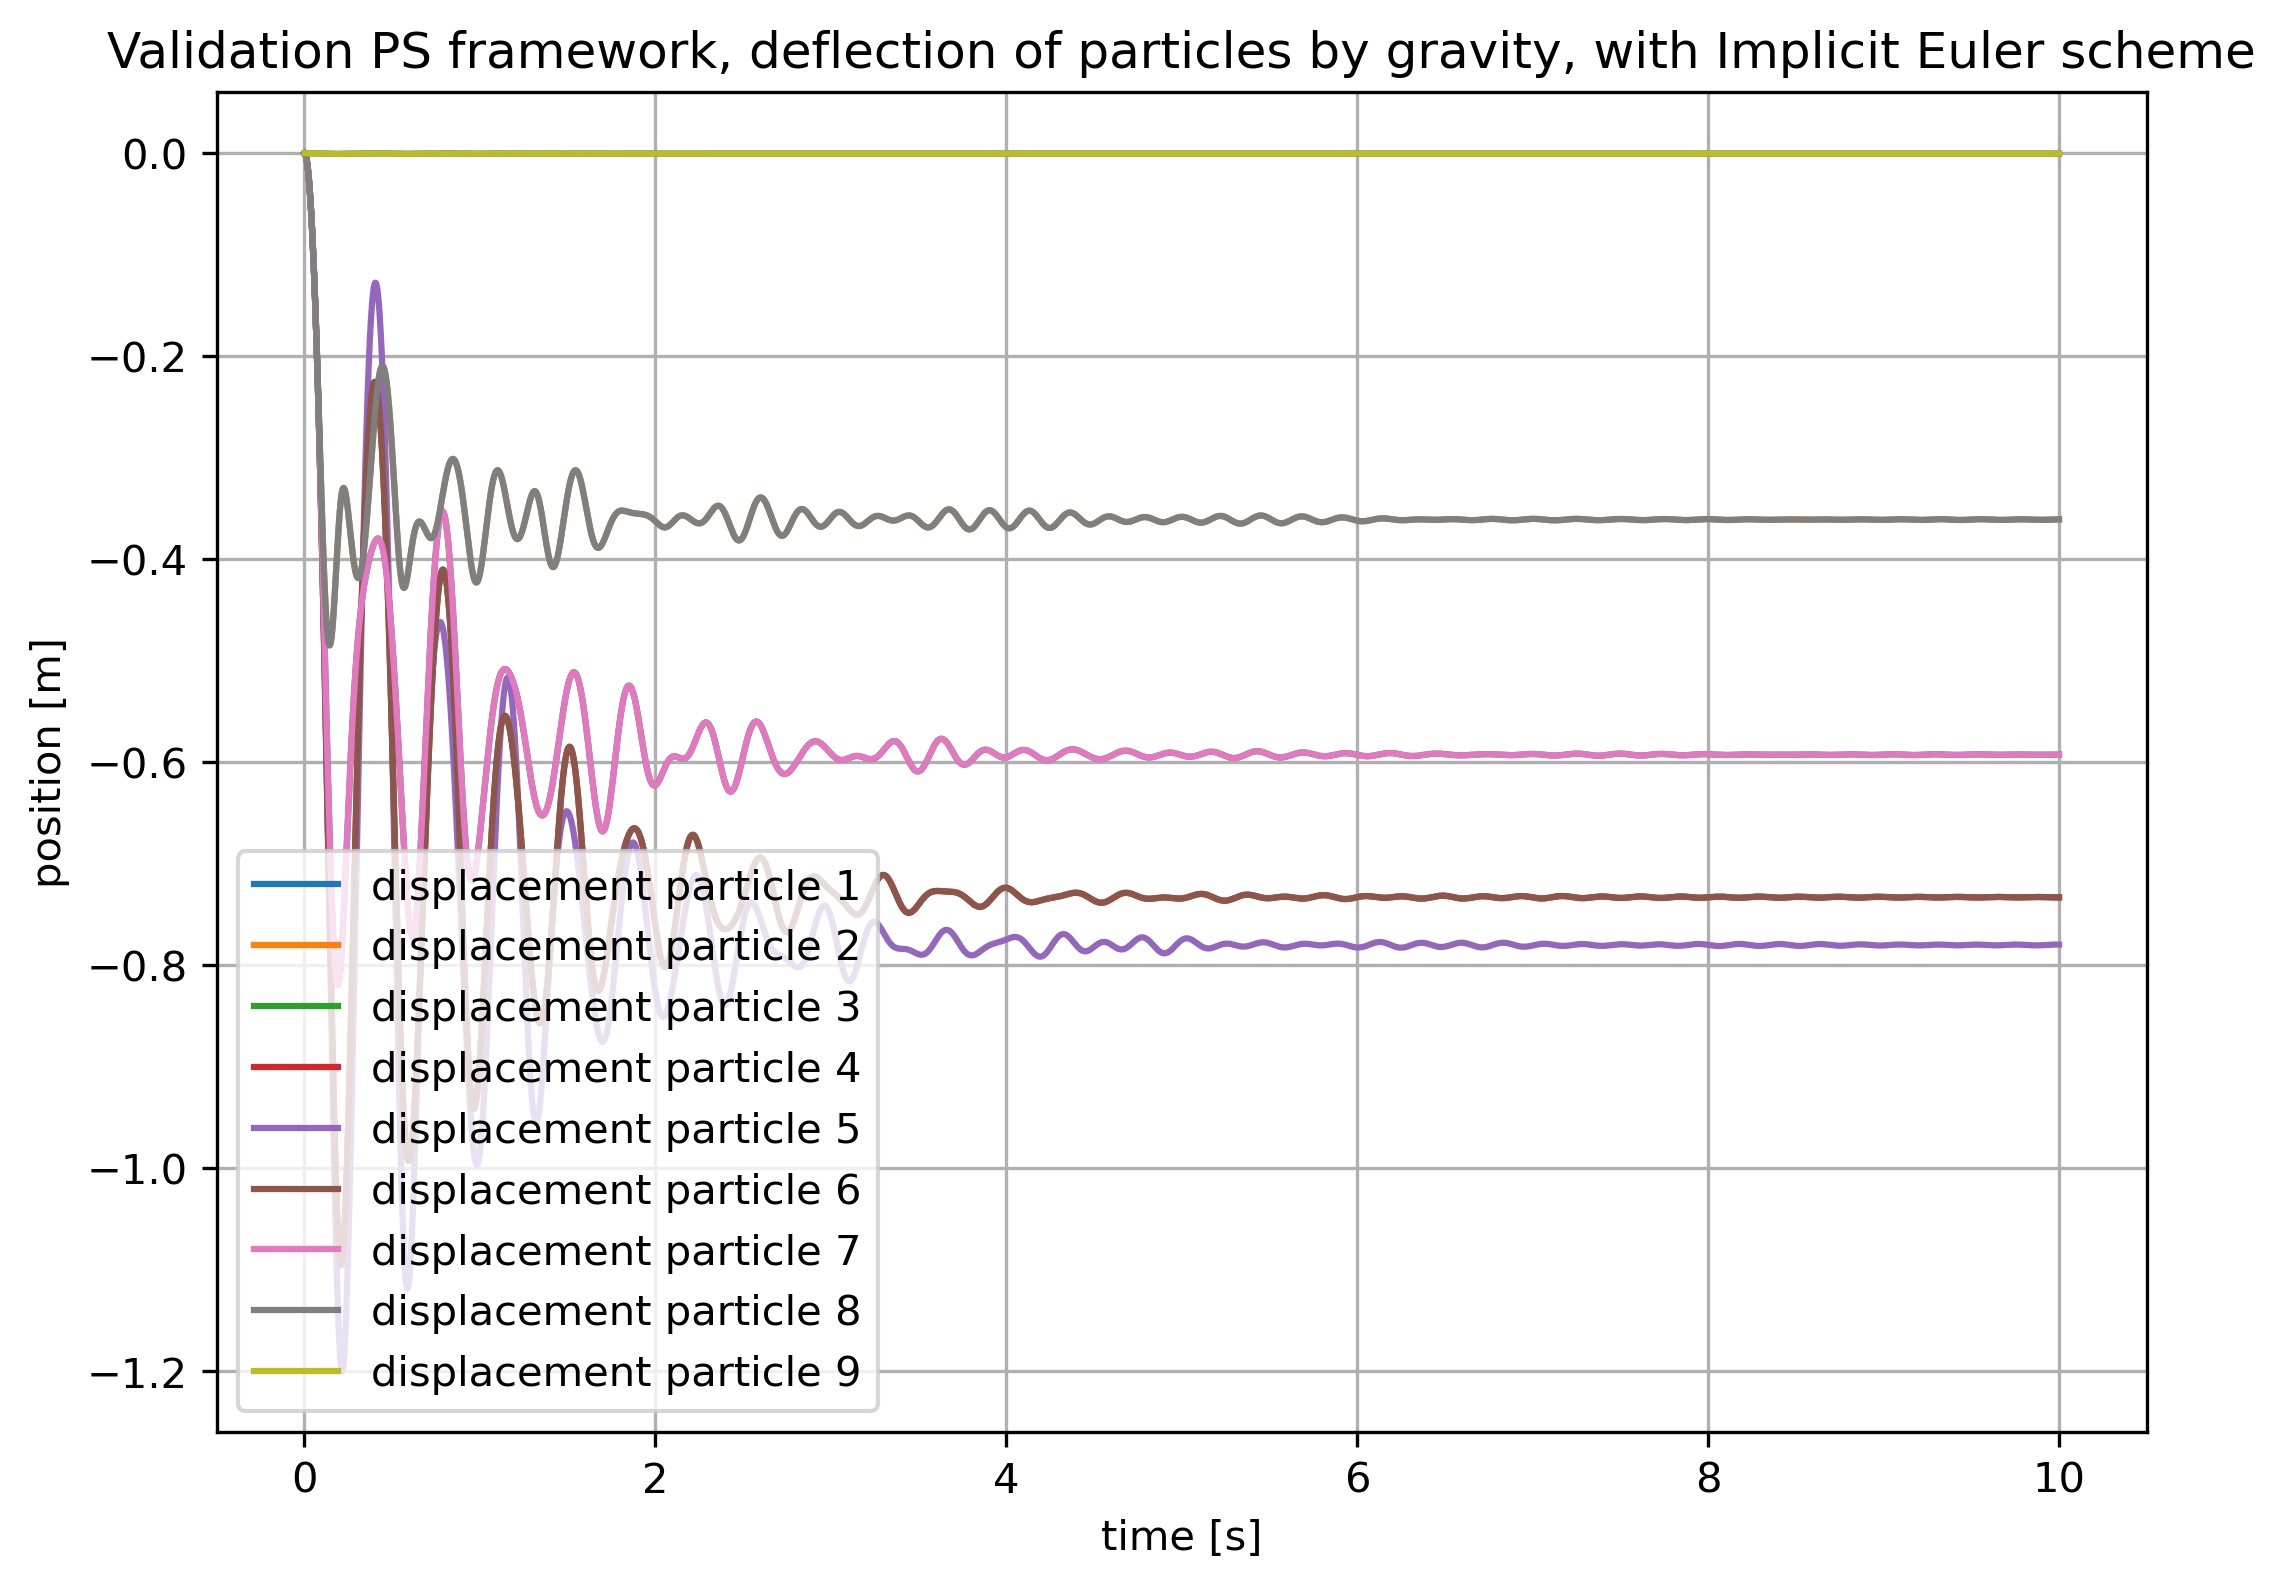 Validation PS framework, deflection of particles by gravity, with Implicit Euler scheme
0.0
−0.2
−0.4
−0.6
−0.8
−1.0
−1.2
position [m]
displacement particle 1
displacement particle 2
displacement particle 3
displacement particle 4
displacement particle 5
displacement particle 6
displacement particle 7
displacement particle 8
displacement particle 9
0 2 4 6 8 10
time [s]